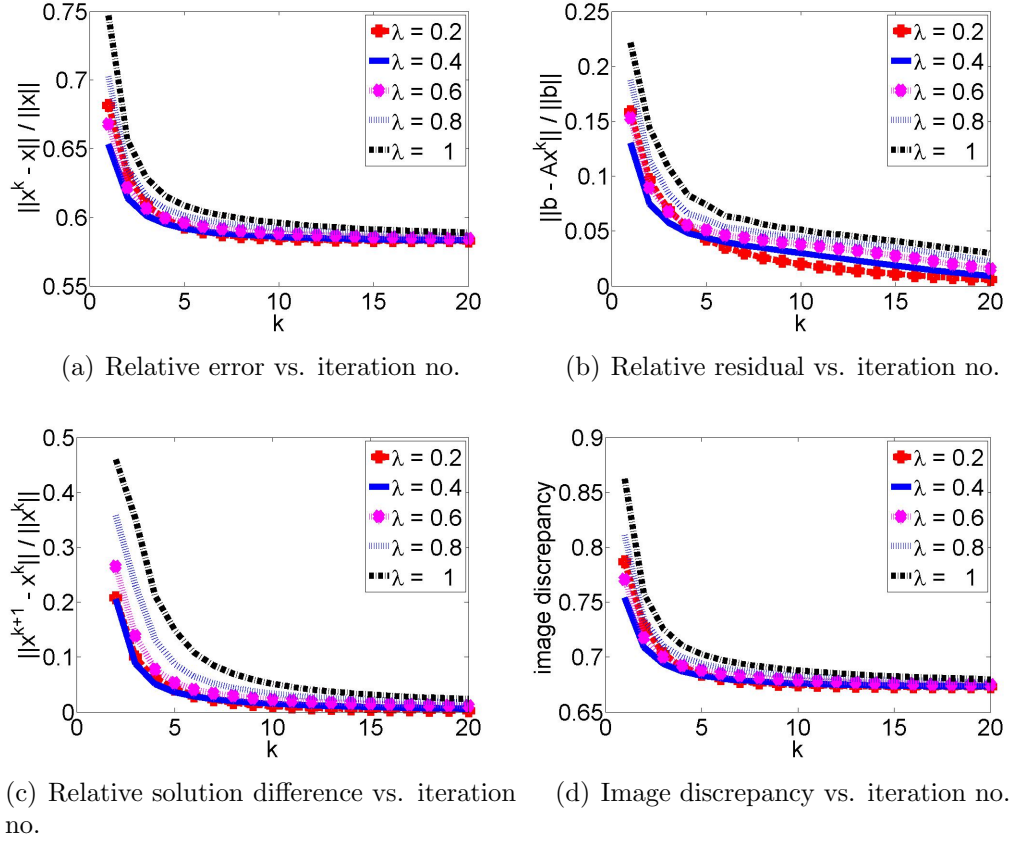 0.75
0.7
0.65
0.6
0.55
0
5
10
15
20
k
||x^k - x|| / ||x||
λ = 0.2
λ = 0.4
λ = 0.6
λ = 0.8
λ = 1
(a) Relative error vs. iteration no.
0.25
0.2
0.15
0.1
0.05
0
0
5
10
15
20
k
||b - Ax^k|| / ||b||
λ = 0.2
λ = 0.4
λ = 0.6
λ = 0.8
λ = 1
(b) Relative residual vs. iteration no.
0.5
0.4
0.3
0.2
0.1
0
0
5
10
15
20
k
||x^{k+1} - x^k|| / ||x^k||
λ = 0.2
λ = 0.4
λ = 0.6
λ = 0.8
λ = 1
(c) Relative solution difference vs. iteration
no.
0.9
0.85
0.8
0.75
0.7
0.65
0
5
10
15
20
k
image discrepancy
λ = 0.2
λ = 0.4
λ = 0.6
λ = 0.8
λ = 1
(d) Image discrepancy vs. iteration no.